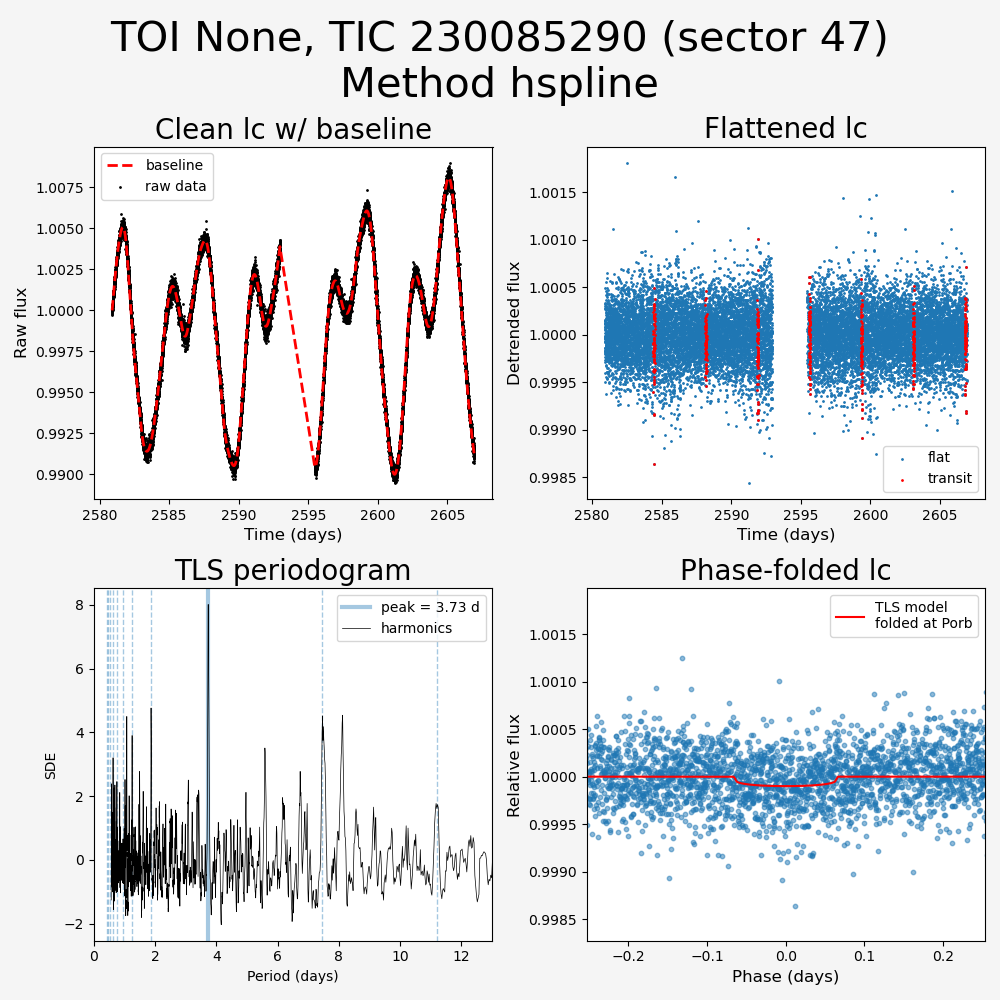 TOI None, TIC 230085290 (sector 47)
Method hspline
Clean lc w/ baseline
baseline
raw data
1.0075
1.0050
1.0025
1.0000
0.9975
0.9950
0.9925
0.9900
Raw flux
2580
2585
2590
2595
2600
2605
Time (days)
Flattened lc
1.0015
1.0010
1.0005
1.0000
0.9995
0.9990
0.9985
Detrended flux
flat
transit
2580
2585
2590
2595
2600
2605
Time (days)
TLS periodogram
peak = 3.73 d
harmonics
8
6
4
2
0
−2
SDE
0
2
4
6
8
10
12
Period (days)
Phase-folded lc
TLS model
folded at Porb
1.0015
1.0010
1.0005
1.0000
0.9995
0.9990
0.9985
Relative flux
−0.2
−0.1
0.0
0.1
0.2
Phase (days)